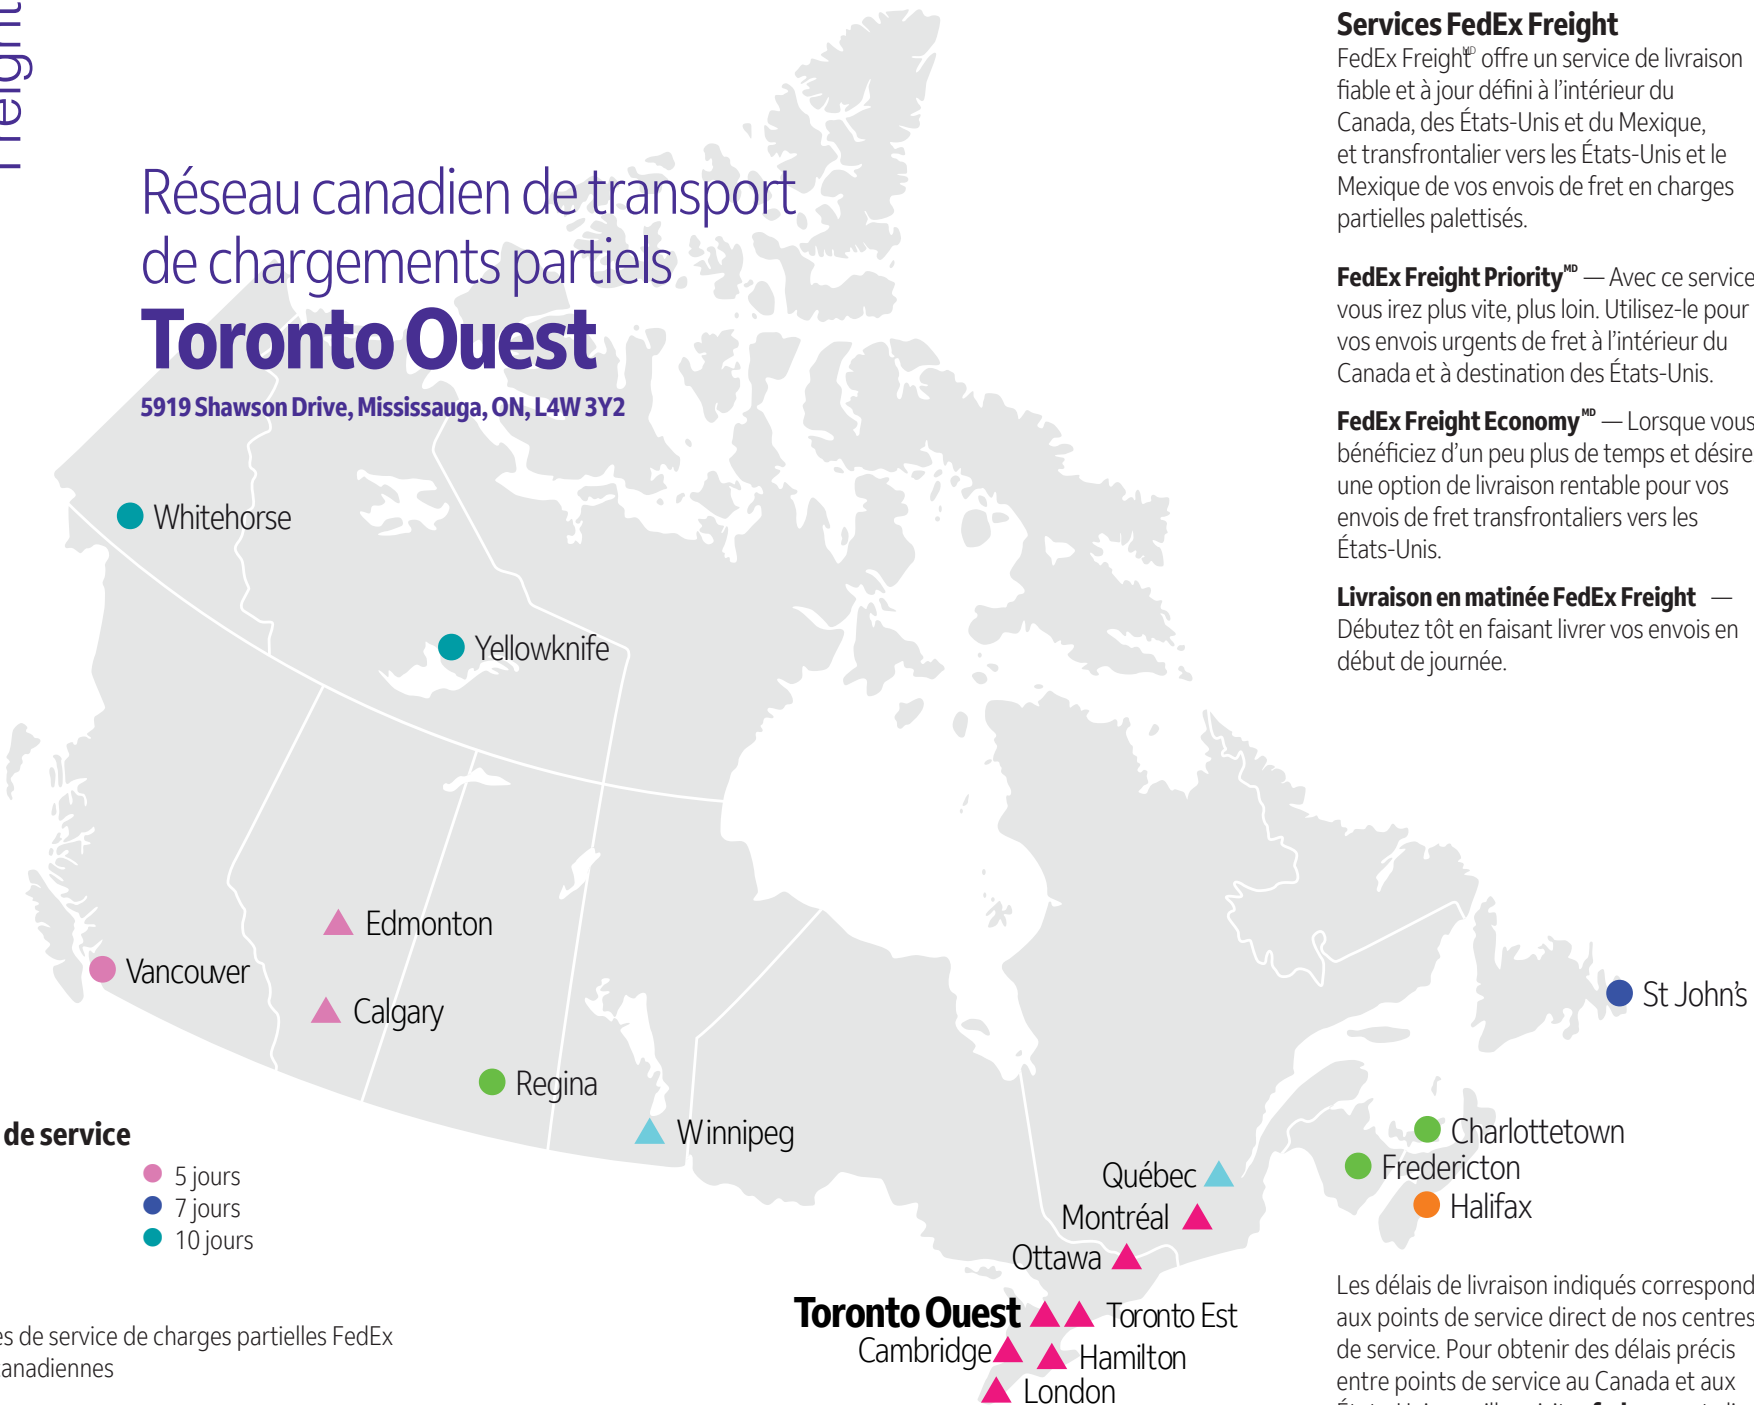 Freight
Réseau canadien de transport
de chargements partiels
Toronto Ouest
5919 Shawson Drive, Mississauga, ON, L4W 3Y2
Services FedEx Freight
FedEx Freight MD offre un service de livraison
fiable et à jour défini à l'intérieur du
Canada, des États-Unis et du Mexique,
et transfrontalier vers les États-Unis et le
Mexique de vos envois de fret en charges
partielles palettisés.
FedEx Freight Priority MD — Avec ce service
vous irez plus vite, plus loin. Utilisez-le pour
vos envois urgents de fret à l'intérieur du
Canada et à destination des États-Unis.
FedEx Freight Economy MD — Lorsque vous
bénéficiez d'un peu plus de temps et désire
une option de livraison rentable pour vos
envois de fret transfrontaliers vers les
États-Unis.
Livraison en matinée FedEx Freight —
Débutez tôt en faisant livrer vos envois en
début de journée.
Whitehorse
Yellowknife
Edmonton
Vancouver
Calgary
Regina
Winnipeg
St John's
Charlottetown
Fredericton
Halifax
Québec
Montréal
Ottawa
Toronto Ouest
Toronto Est
Cambridge
Hamilton
London
de service
5 jours
7 jours
10 jours
es de service de charges partielles FedEx
anadiennes
Les délais de livraison indiqués correspond
aux points de service direct de nos centres
de service. Pour obtenir des délais précis
entre points de service au Canada et aux